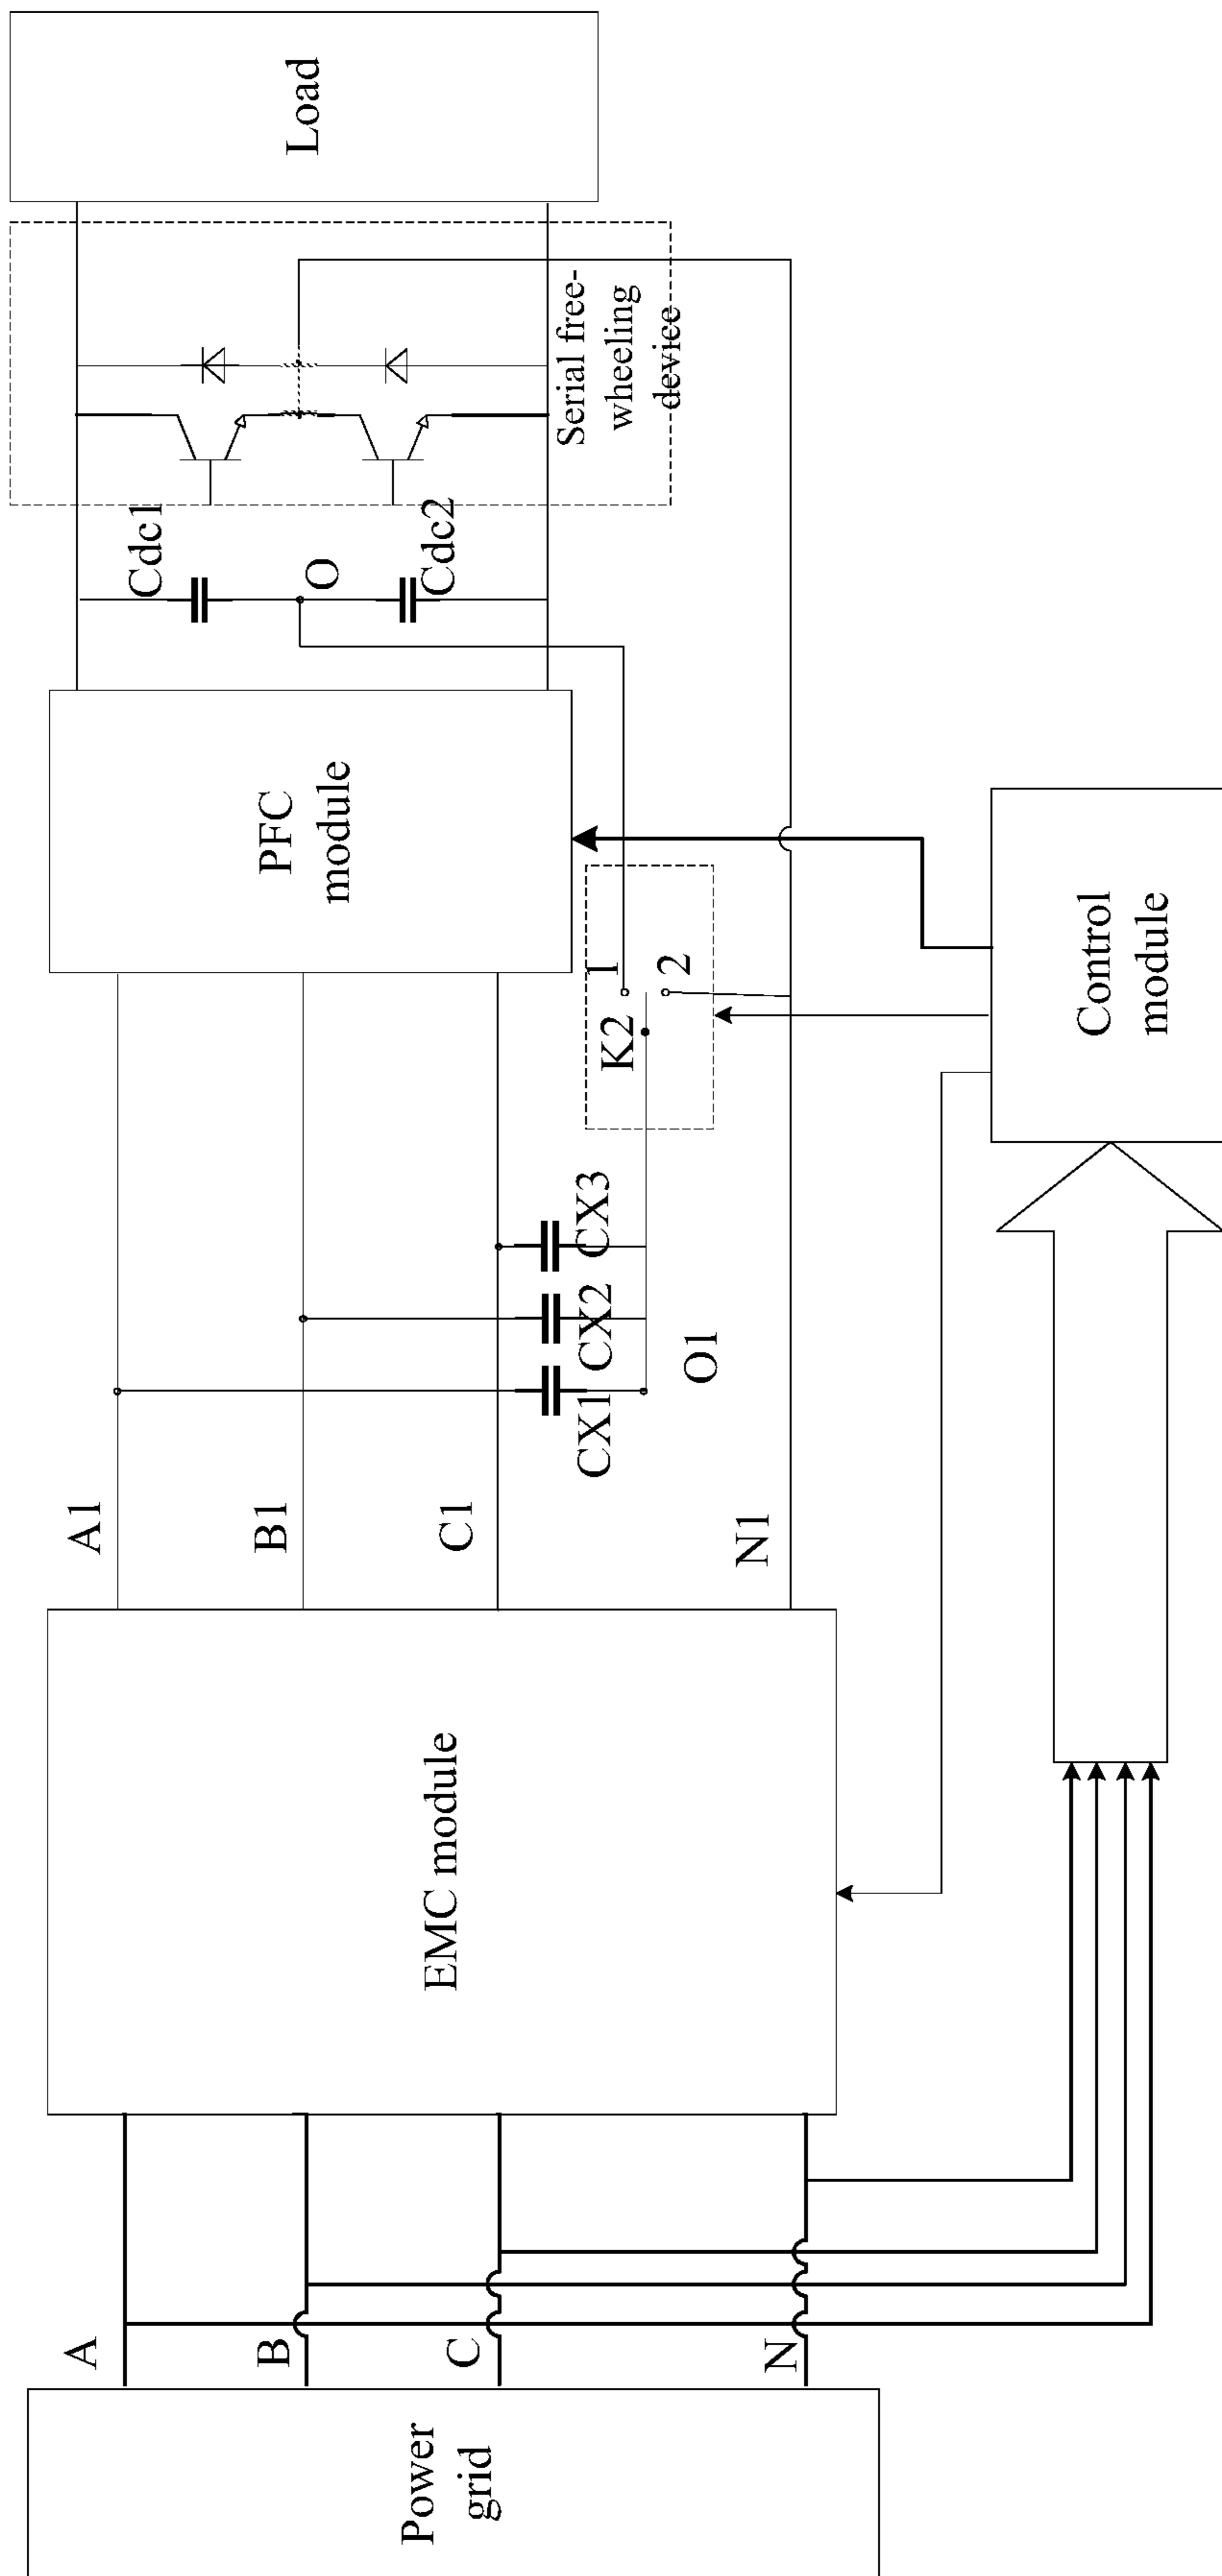 Power
grid
A
B
C
N
EMC module
A1
B1
C1
N1
CX1
CX2
CX3
O1
K2
1
2
PFC
module
Control
module
Cdc1
O
Cdc2
Serial free-
wheeling
device
Load